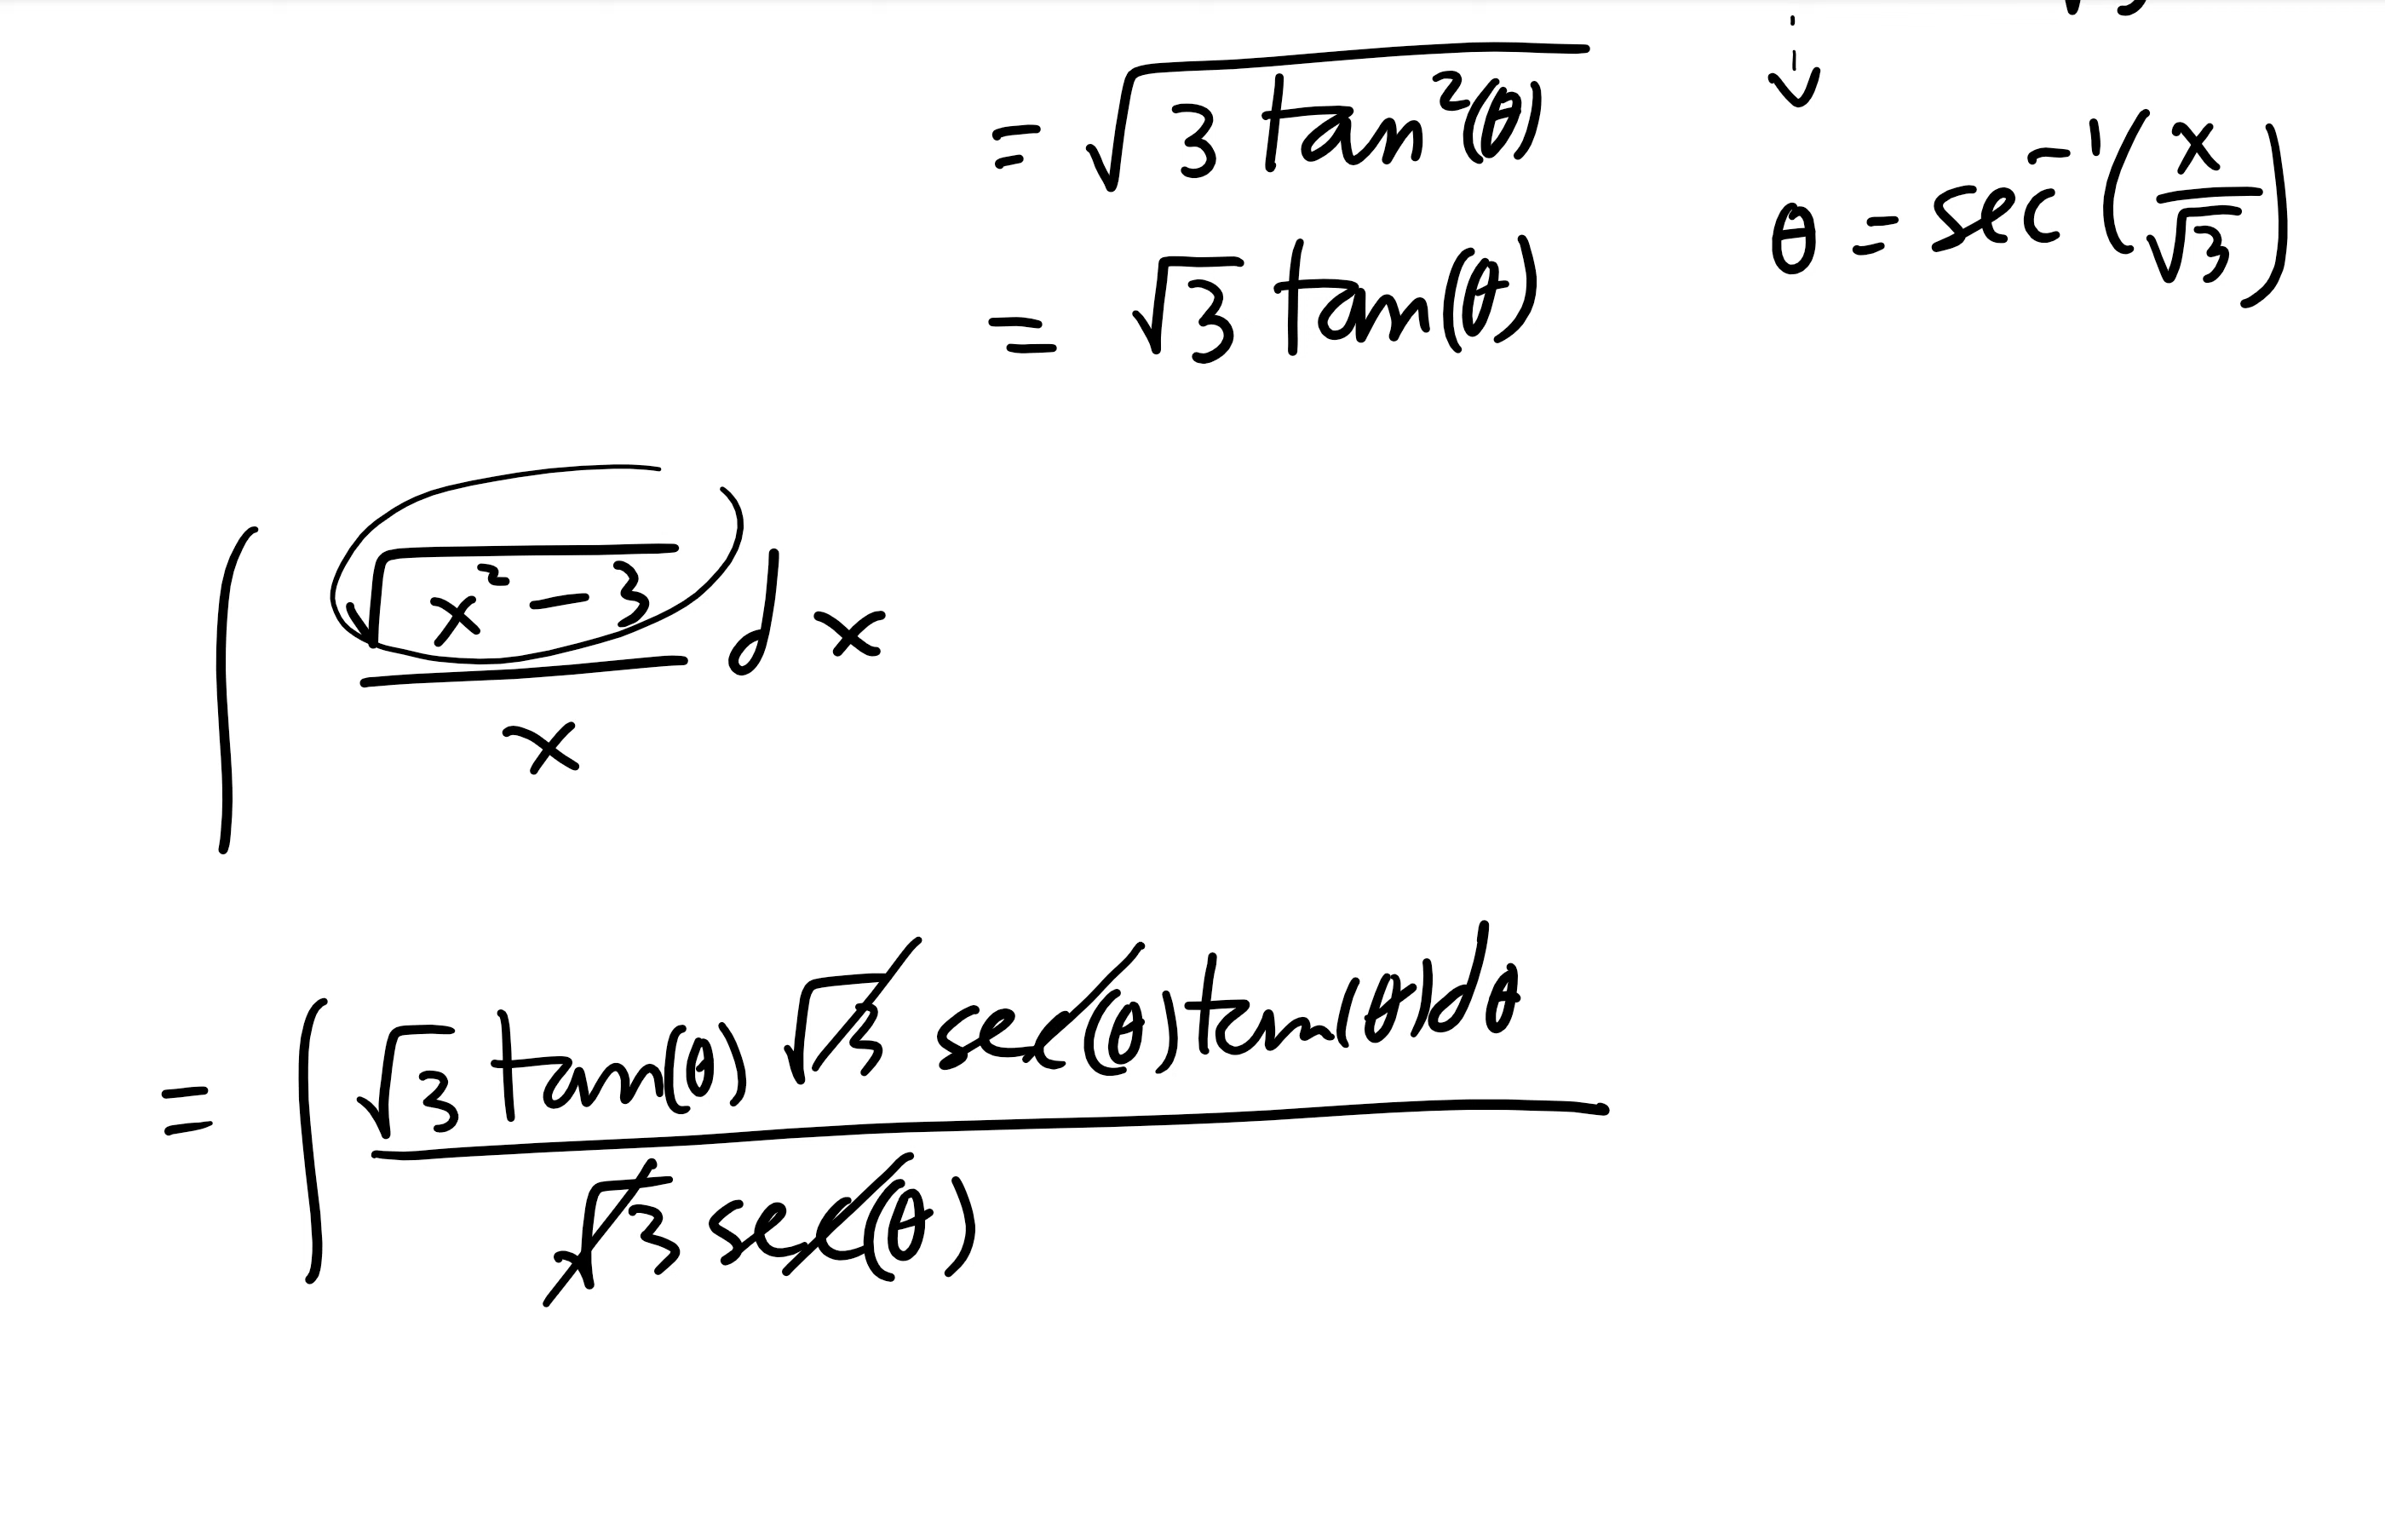 = √(3 tan²(θ))
= √3 tan(θ)
θ = sec⁻¹(x/√3)
∫ √(x² - 3)/x dx
= ∫ √3 tan(θ) √3 sec(θ) tan(θ) dθ / √3 sec(θ)